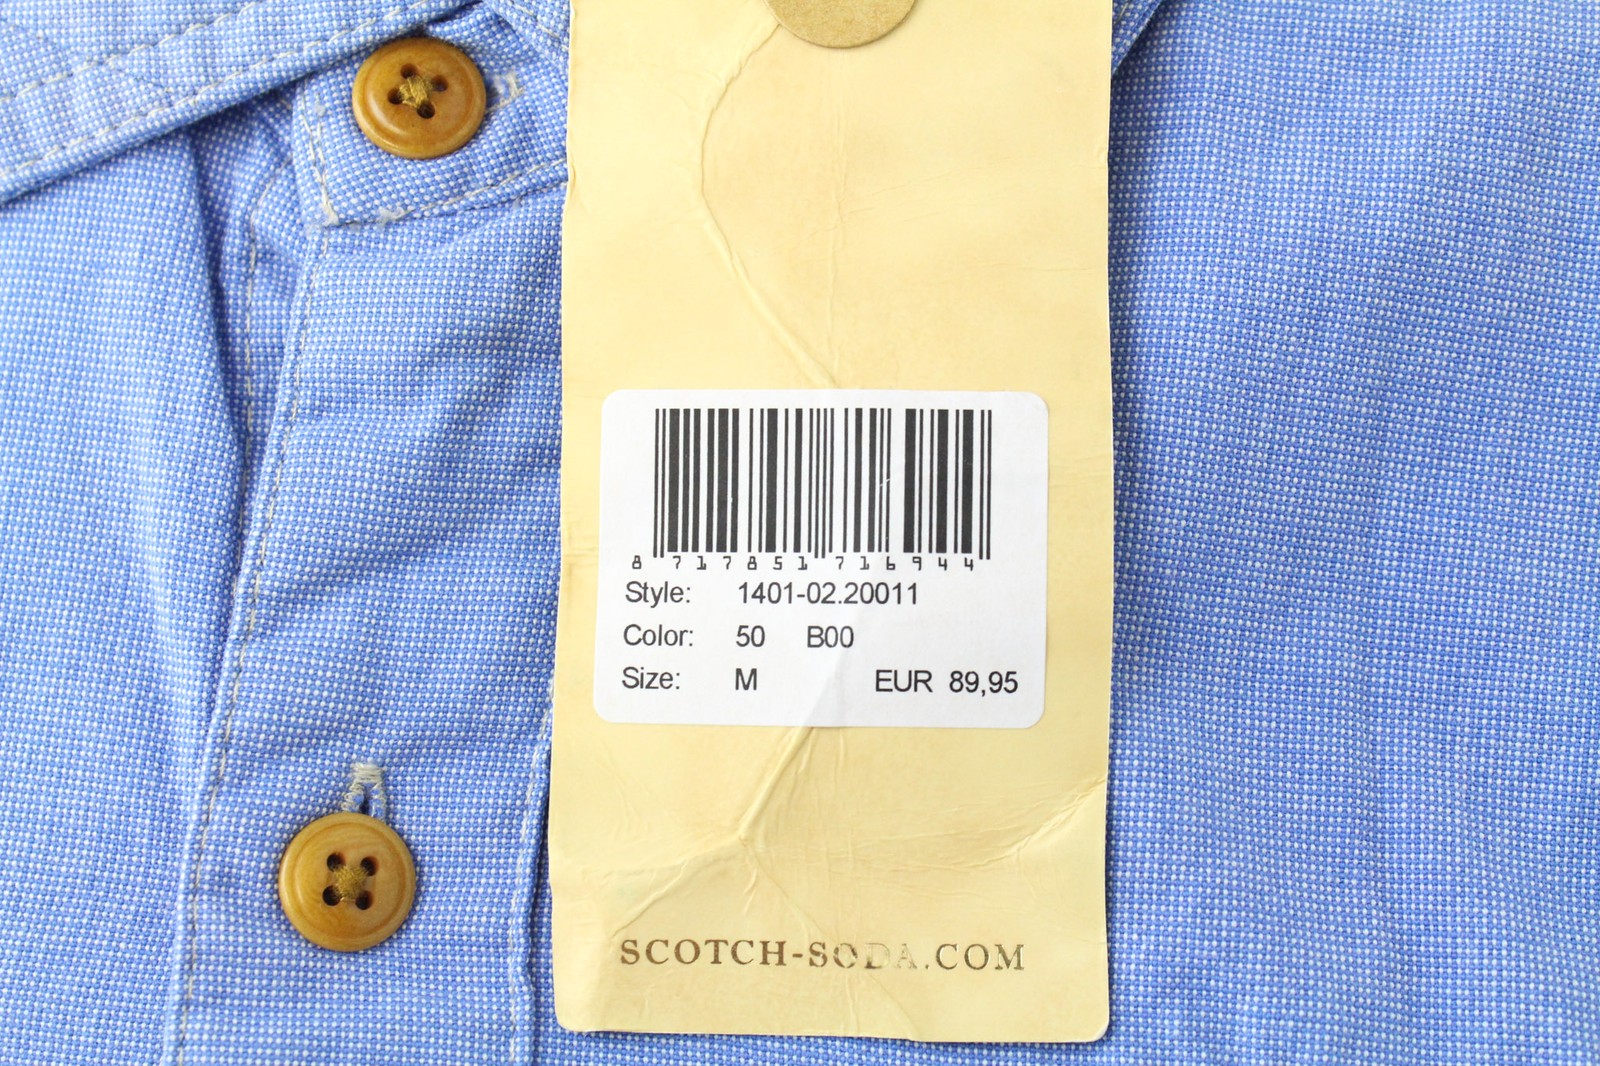 8 717851 716944
Style: 1401-02.20011
Color: 50 B00
Size: M EUR 89,95
SCOTCH-SODA.COM